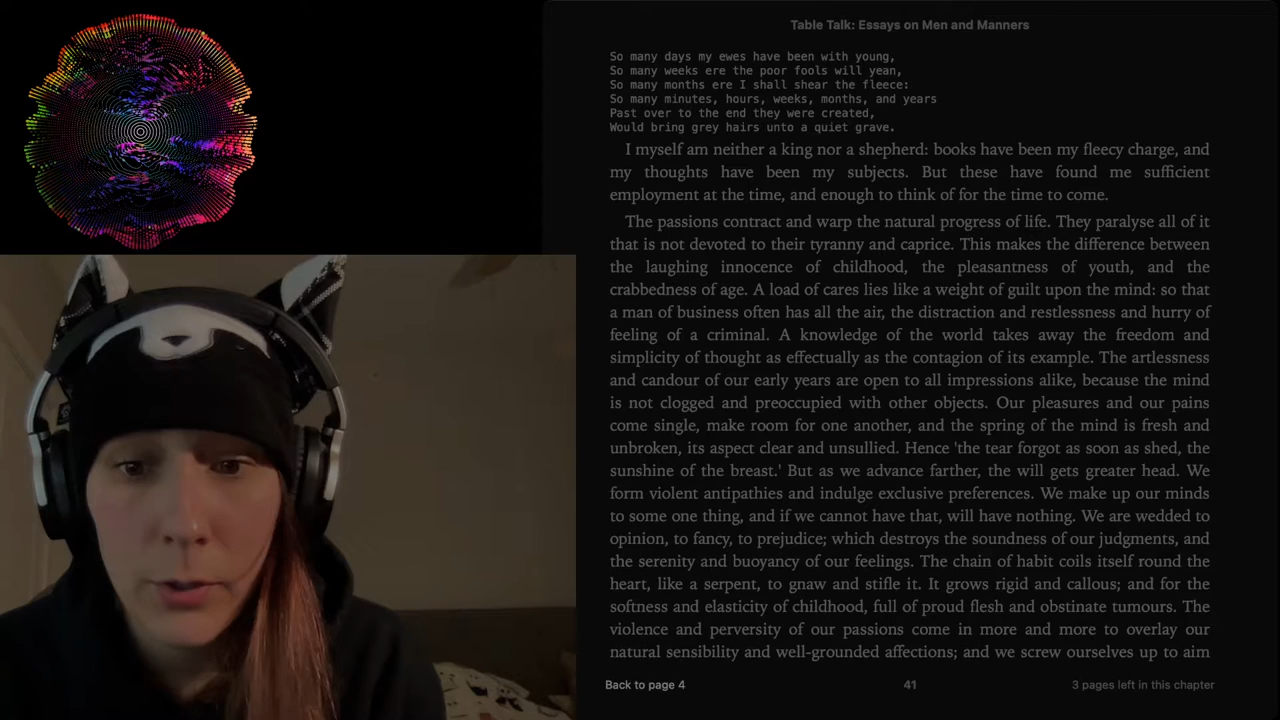 Table Talk: Essays on Men and Manners
So many days my ewes have been with young,
So many weeks ere the poor fools will yean,
So many months ere I shall shear the fleece:
So many minutes, hours, weeks, months, and years
Past over to the end they were created,
Would bring grey hairs unto a quiet grave.
I myself am neither a king nor a shepherd: books have been my fleecy charge, and
my thoughts have been my subjects. But these have found me sufficient
employment at the time, and enough to think of for the time to come.
The passions contract and warp the natural progress of life. They paralyse all of it
that is not devoted to their tyranny and caprice. This makes the difference between
the laughing innocence of childhood, the pleasantness of youth, and the
crabbedness of age. A load of cares lies like a weight of guilt upon the mind: so that
a man of business often has all the air, the distraction and restlessness and hurry of
feeling of a criminal. A knowledge of the world takes away the freedom and
simplicity of thought as effectually as the contagion of its example. The artlessness
and candour of our early years are open to all impressions alike, because the mind
is not clogged and preoccupied with other objects. Our pleasures and our pains
come single, make room for one another, and the spring of the mind is fresh and
unbroken, its aspect clear and unsullied. Hence 'the tear forgot as soon as shed, the
sunshine of the breast.' But as we advance farther, the will gets greater head. We
form violent antipathies and indulge exclusive preferences. We make up our minds
to some one thing, and if we cannot have that, will have nothing. We are wedded to
opinion, to fancy, to prejudice; which destroys the soundness of our judgments, and
the serenity and buoyancy of our feelings. The chain of habit coils itself round the
heart, like a serpent, to gnaw and stifle it. It grows rigid and callous; and for the
softness and elasticity of childhood, full of proud flesh and obstinate tumours. The
violence and perversity of our passions come in more and more to overlay our
natural sensibility and well-grounded affections; and we screw ourselves up to aim
Back to page 4
41
3 pages left in this chapter